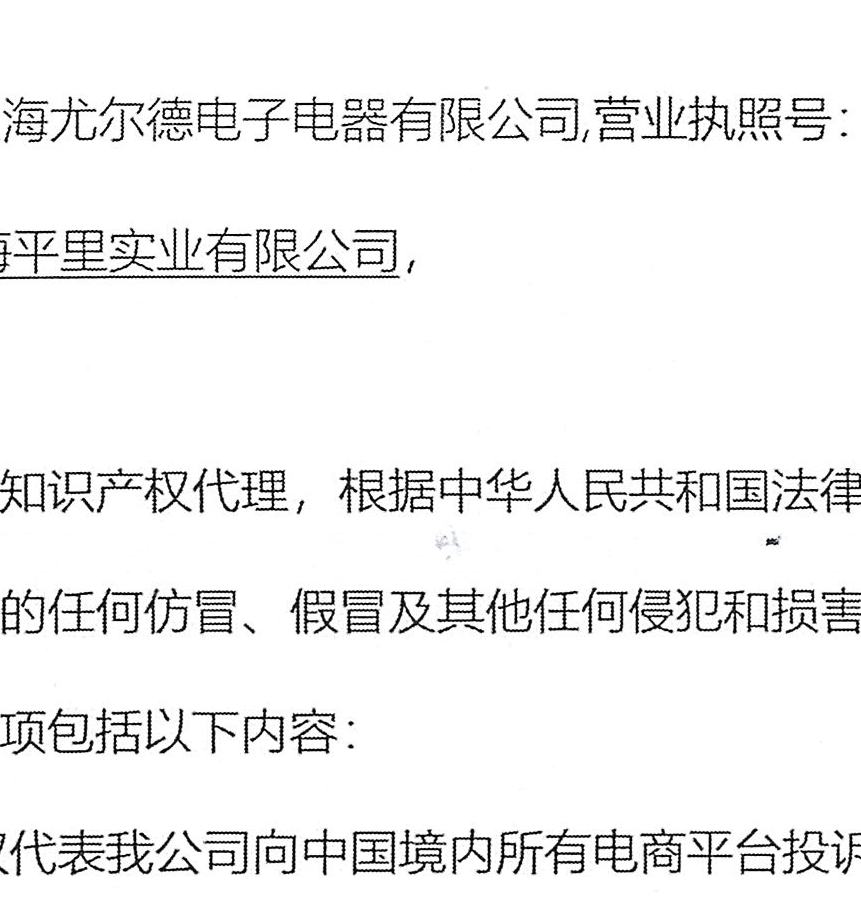 海尤尔德电子电器有限公司,营业执照号：
海平里实业有限公司，
知识产权代理，根据中华人民共和国法律
的任何仿冒、假冒及其他任何侵犯和损害
项包括以下内容：
权代表我公司向中国境内所有电商平台投诉